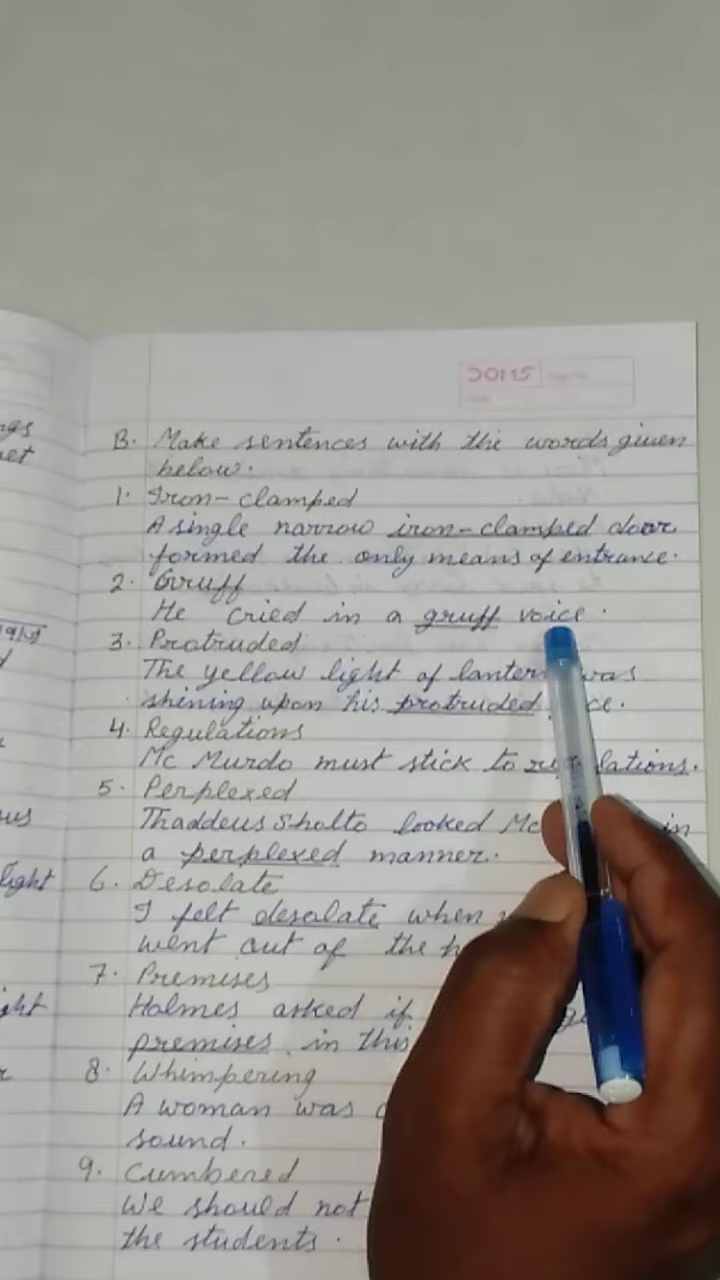 DOMS
B. Make sentences with the words given
below.
1. Iron-clamped
A single narrow iron-clamped door
formed the only means of entrance.
2. Gruff
He cried in a gruff voice.
3. Protruded
The yellow light of lantern was
shining upon his protruded
4. Regulations
Mc Murdo must stick to regulations.
5. Perplexed
Thaddeus Sholto looked Mc in
a perplexed manner.
6. Desolate
I felt desolate when
went out of the
7. Premises
Holmes asked if
premises in this
8. Whimpering
A woman was
sound.
9. Cumbered
We should not
the students.
light